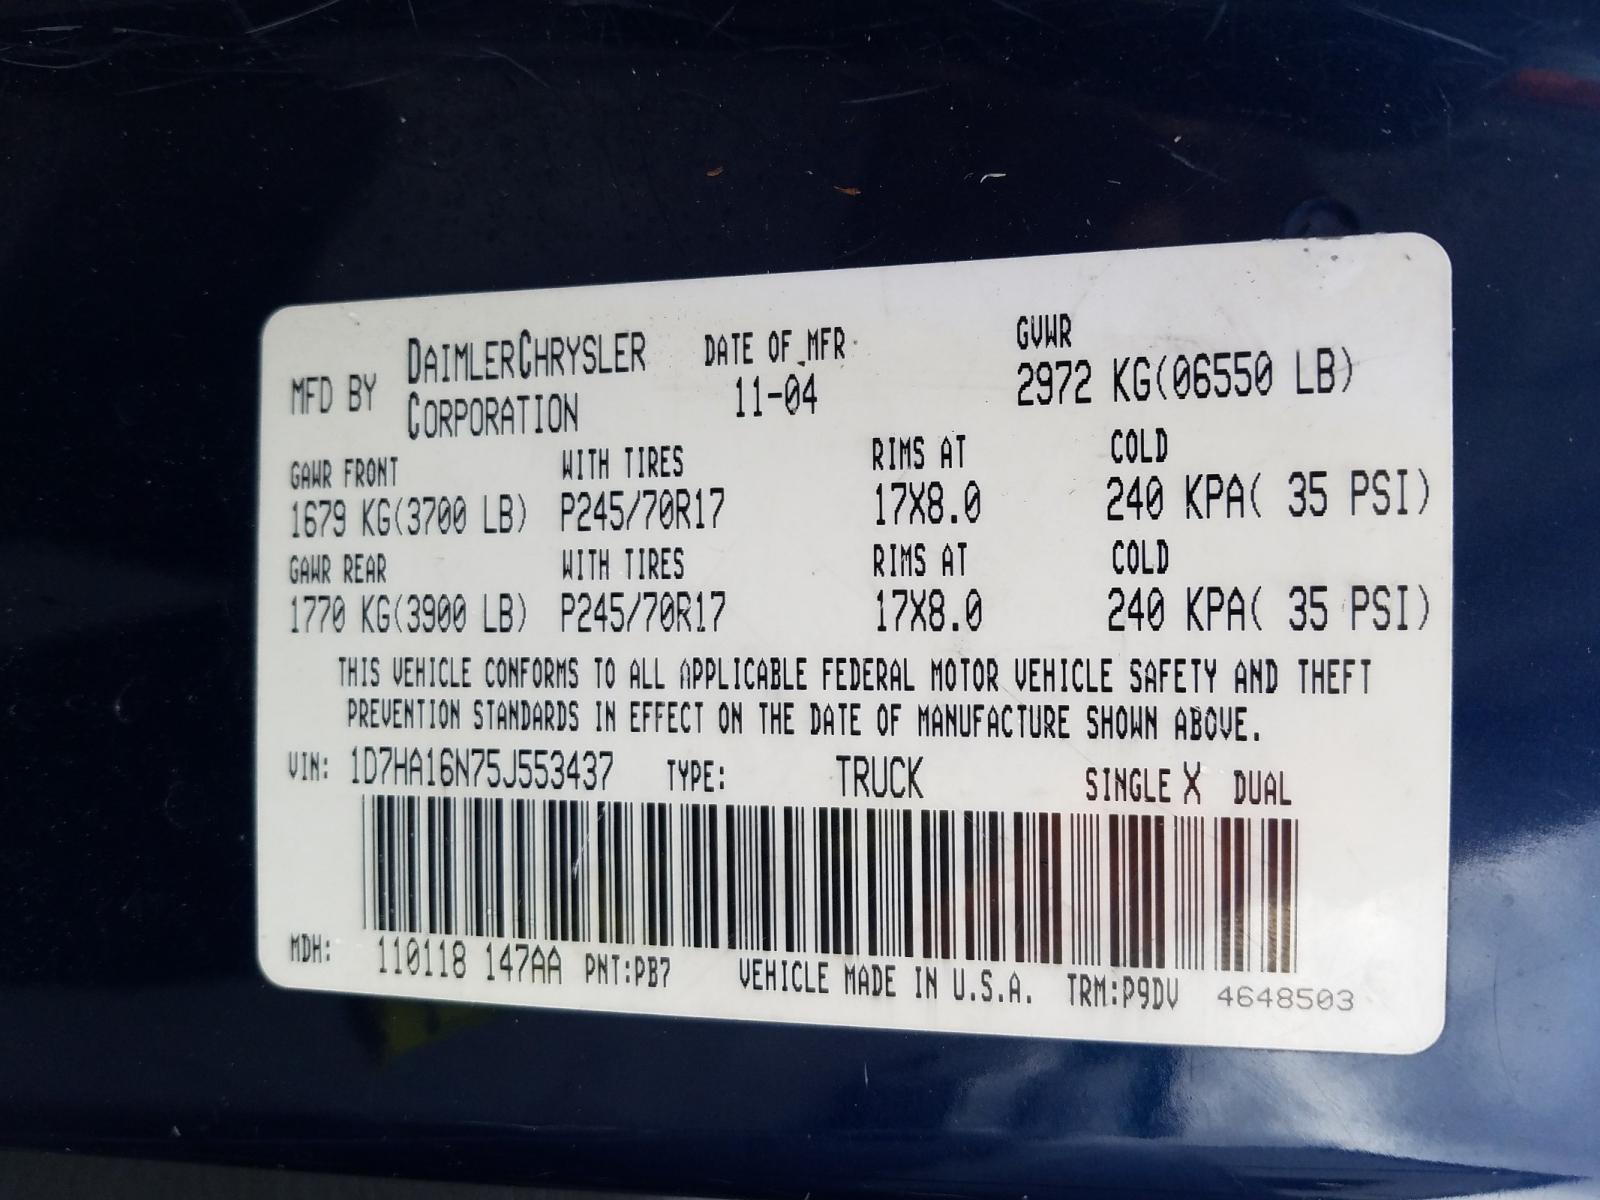 MFD BY DAIMLERCHRYSLER CORPORATION DATE OF MFR 11-04 GVWR 2972 KG(06550 LB)
GAWR FRONT WITH TIRES RIMS AT COLD
1679 KG(3700 LB) P245/70R17 17X8.0 240 KPA( 35 PSI)
GAWR REAR WITH TIRES RIMS AT COLD
1770 KG(3900 LB) P245/70R17 17X8.0 240 KPA( 35 PSI)
THIS VEHICLE CONFORMS TO ALL APPLICABLE FEDERAL MOTOR VEHICLE SAFETY AND THEFT
PREVENTION STANDARDS IN EFFECT ON THE DATE OF MANUFACTURE SHOWN ABOVE.
VIN: 1D7HA16N75J553437 TYPE: TRUCK SINGLE X DUAL
MDH: 110118 147AA PNT:PB7 VEHICLE MADE IN U.S.A. TRM:P9DV 4648503